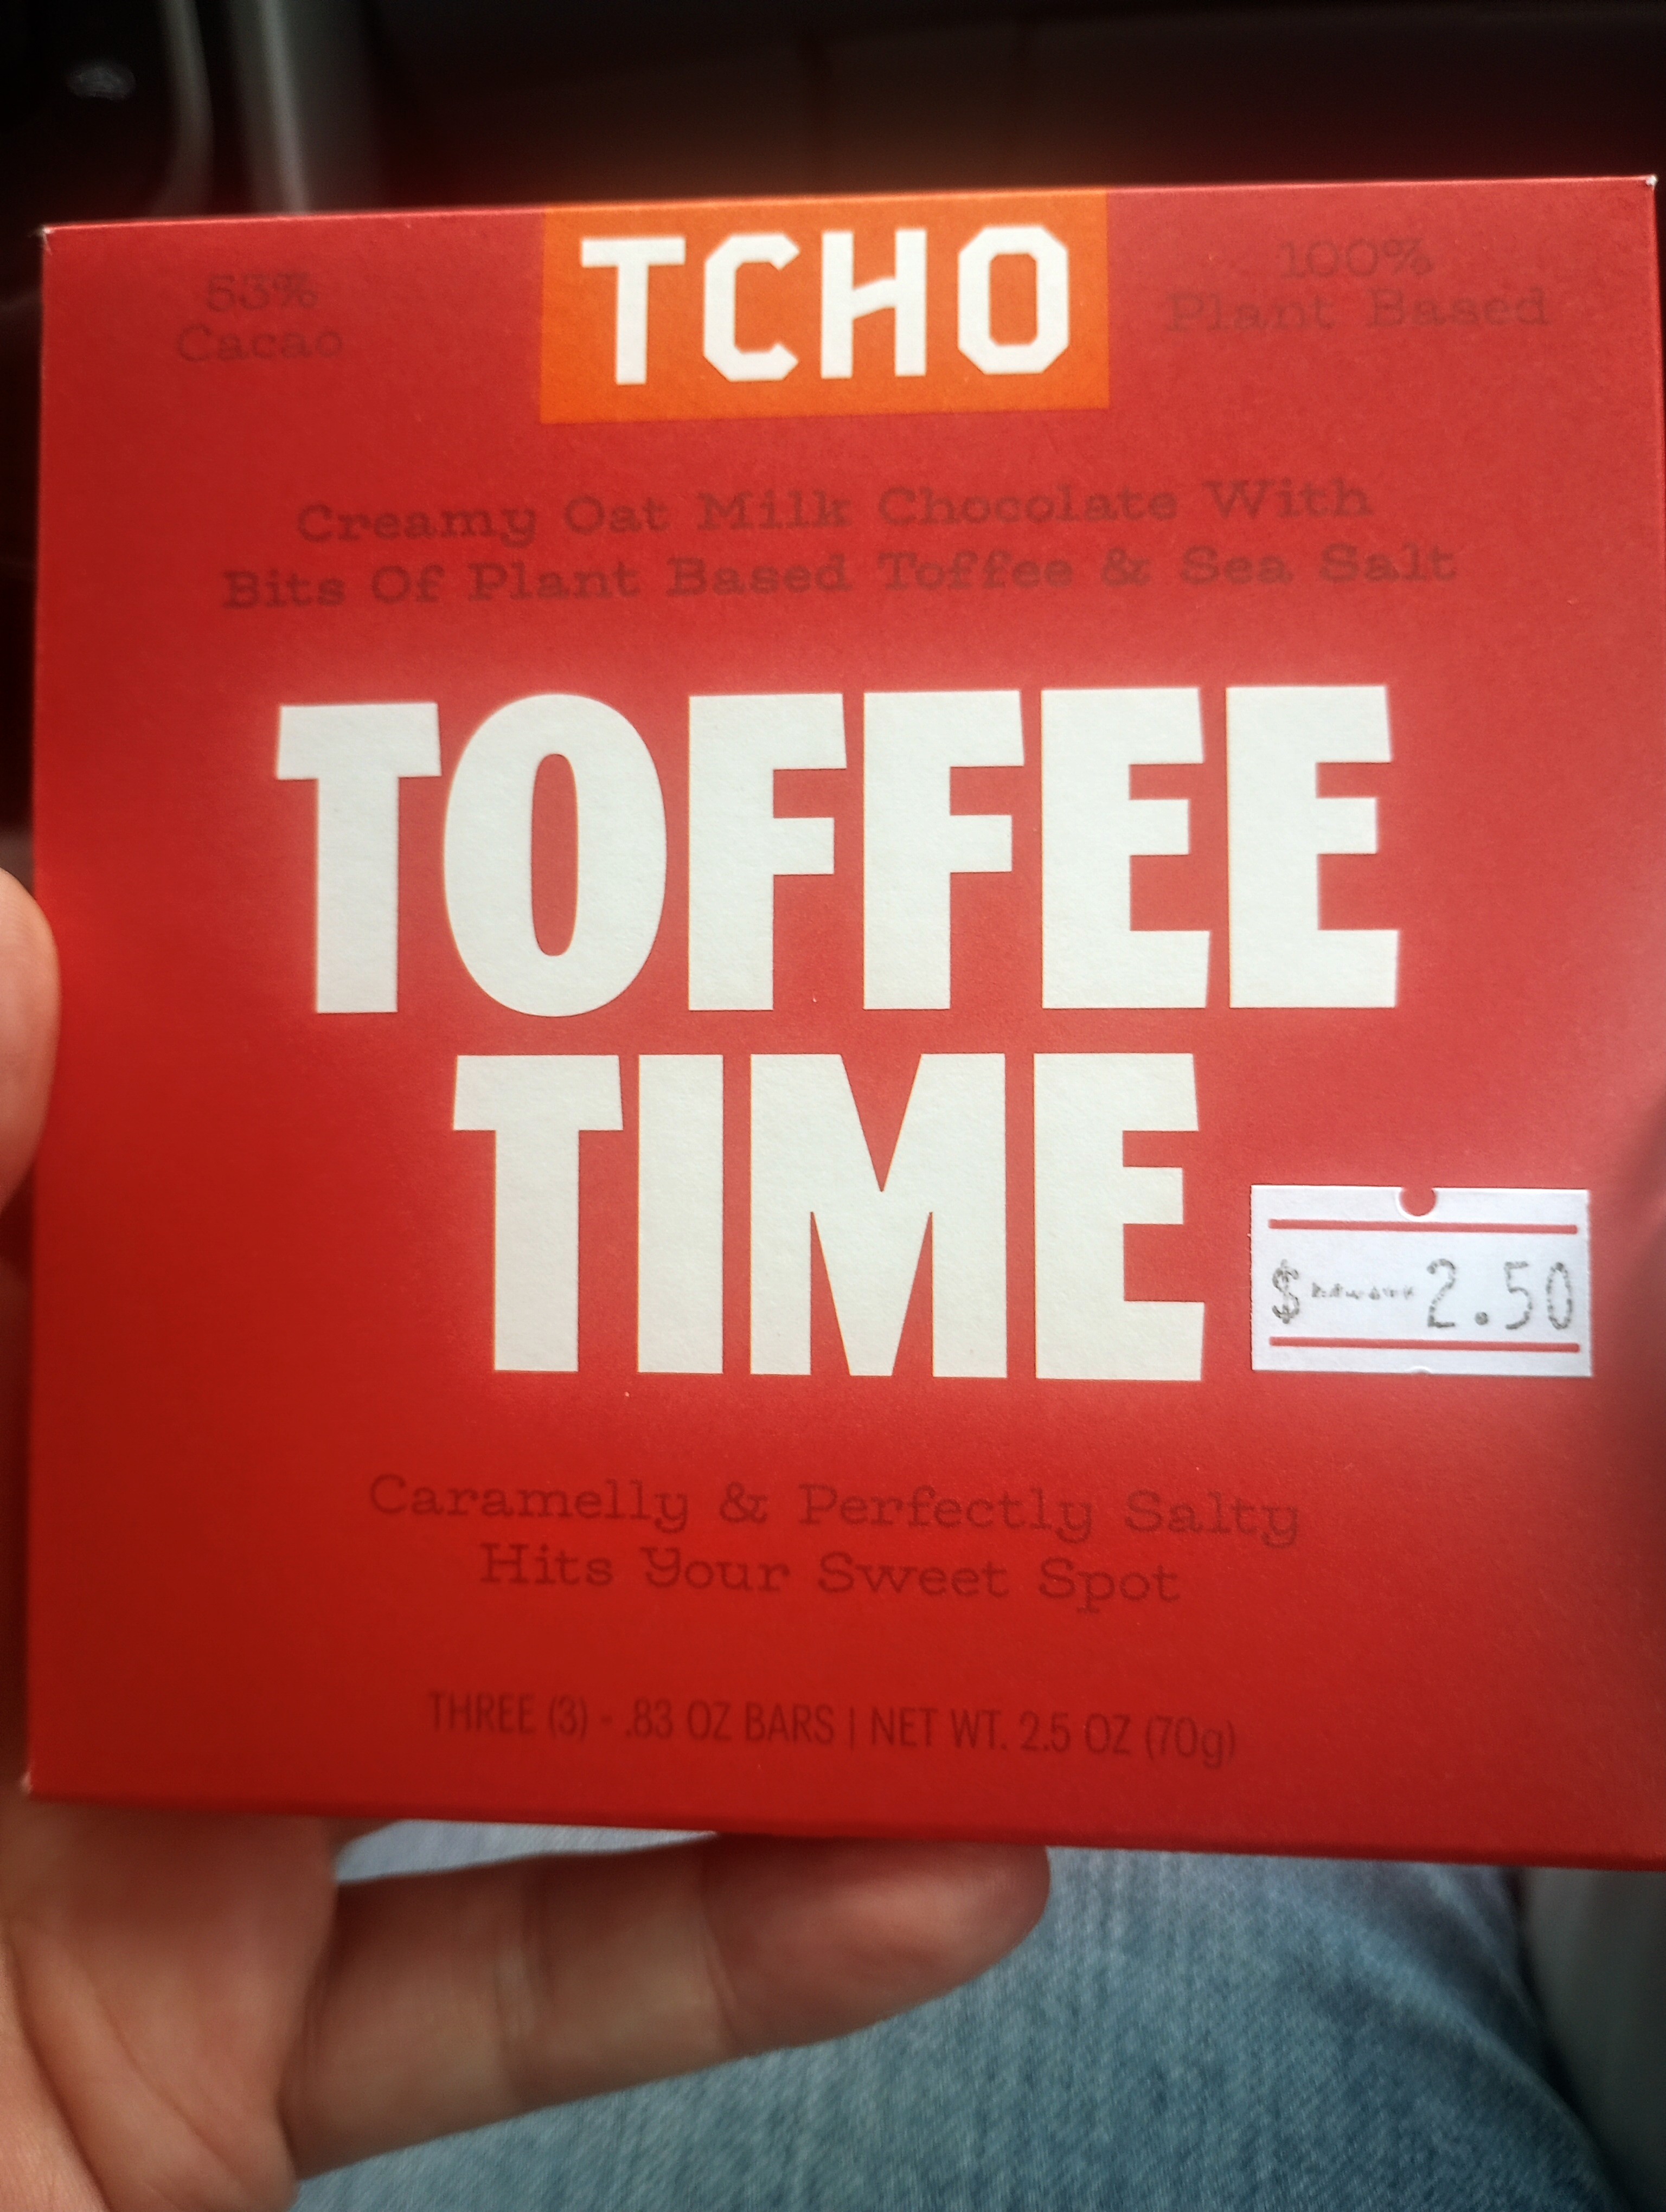 53%
Cacao
TCHO
100%
Plant Based
Creamy Oat Milk Chocolate With
Bits Of Plant Based Toffee & Sea Salt
TOFFEE
TIME
$ 2.50
Caramelly & Perfectly Salty
Hits Your Sweet Spot
THREE (3) - .83 OZ BARS | NET WT. 2.5 OZ (70g)